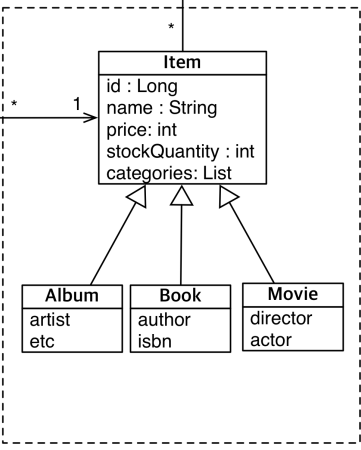 *
Item
id : Long
name : String
price: int
stockQuantity : int
categories: List
* 1
Album
artist
etc
Book
author
isbn
Movie
director
actor